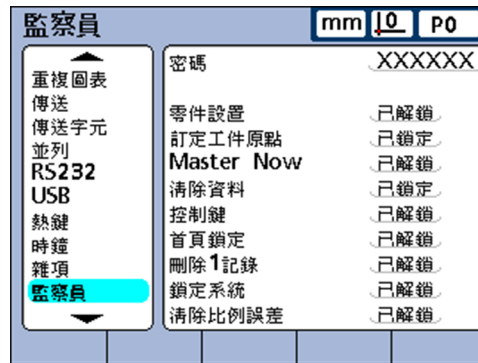 監察員
mm
0
P0
重複圖表
傳送
傳送字元
並列
RS232
USB
熱鍵
時鐘
雜項
監察員
密碼 XXXXXX
零件設置 已解鎖
訂定工件原點 已鎖定
Master Now 已解鎖
清除資料 已鎖定
控制鍵 已解鎖
首頁鎖定 已解鎖
刪除1記錄 已解鎖
鎖定系統 已解鎖
清除比例誤差 已解鎖